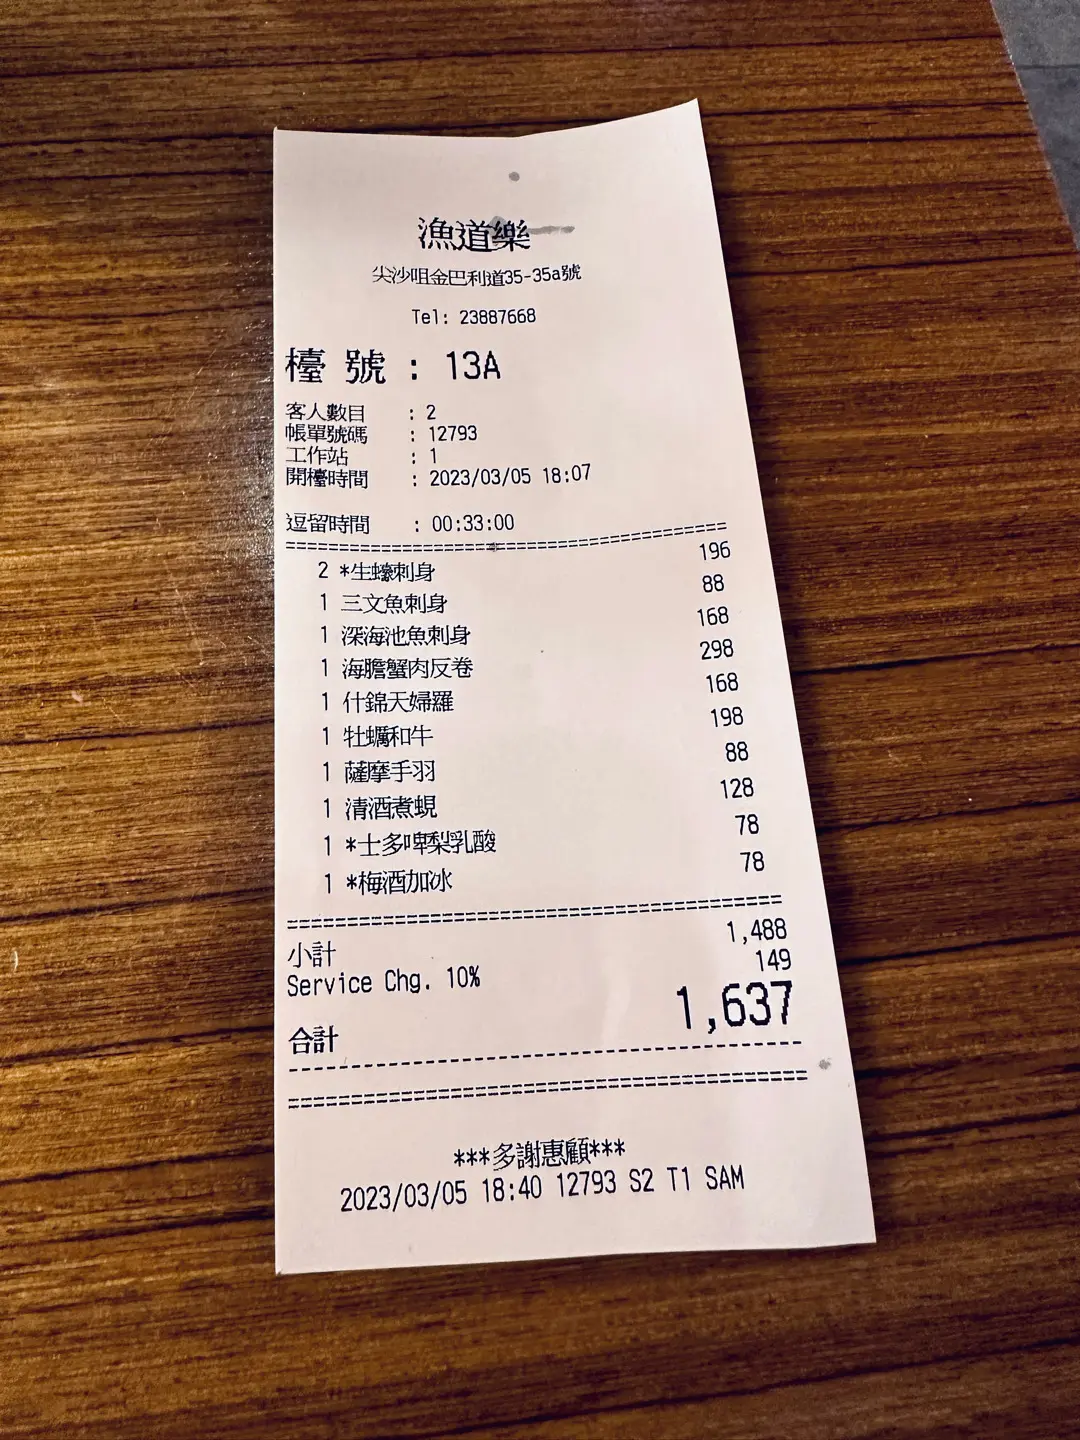 漁道樂
尖沙咀金巴利道35-35a號
Tel: 23887668
檯 號 : 13A
客人數目 : 2
帳單號碼 : 12793
工作站 : 1
開檯時間 : 2023/03/05 18:07
逗留時間 : 00:33:00
2 *生蠔刺身 196
1 三文魚刺身 88
1 深海池魚刺身 168
1 海膽蟹肉反卷 298
1 什錦天婦羅 168
1 牡蠣和牛 198
1 薩摩手羽 88
1 清酒煮蜆 128
1 *士多啤梨乳酸 78
1 *梅酒加冰 78
小計 1,488
Service Chg. 10% 149
合計 1,637
***多謝惠顧***
2023/03/05 18:40 12793 S2 T1 SAM